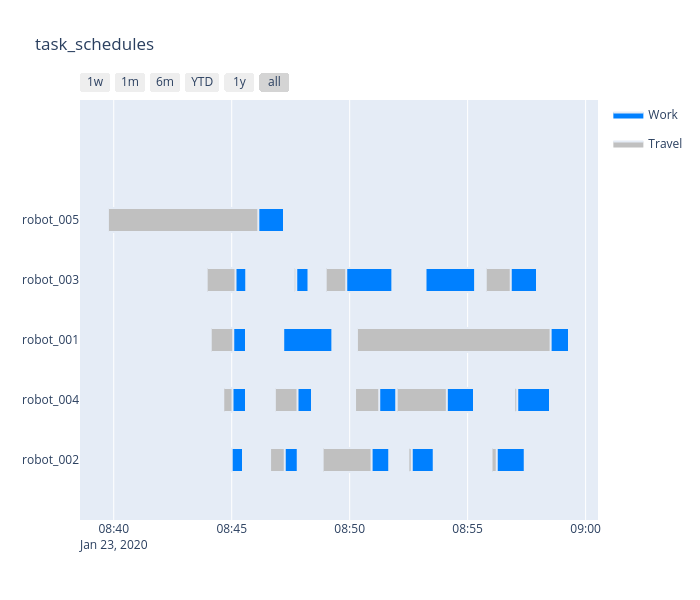 task_schedules
1w 1m 6m YTD 1y all
Work
Travel
robot_005
robot_003
robot_001
robot_004
robot_002
08:40 08:45 08:50 08:55 09:00
Jan 23, 2020